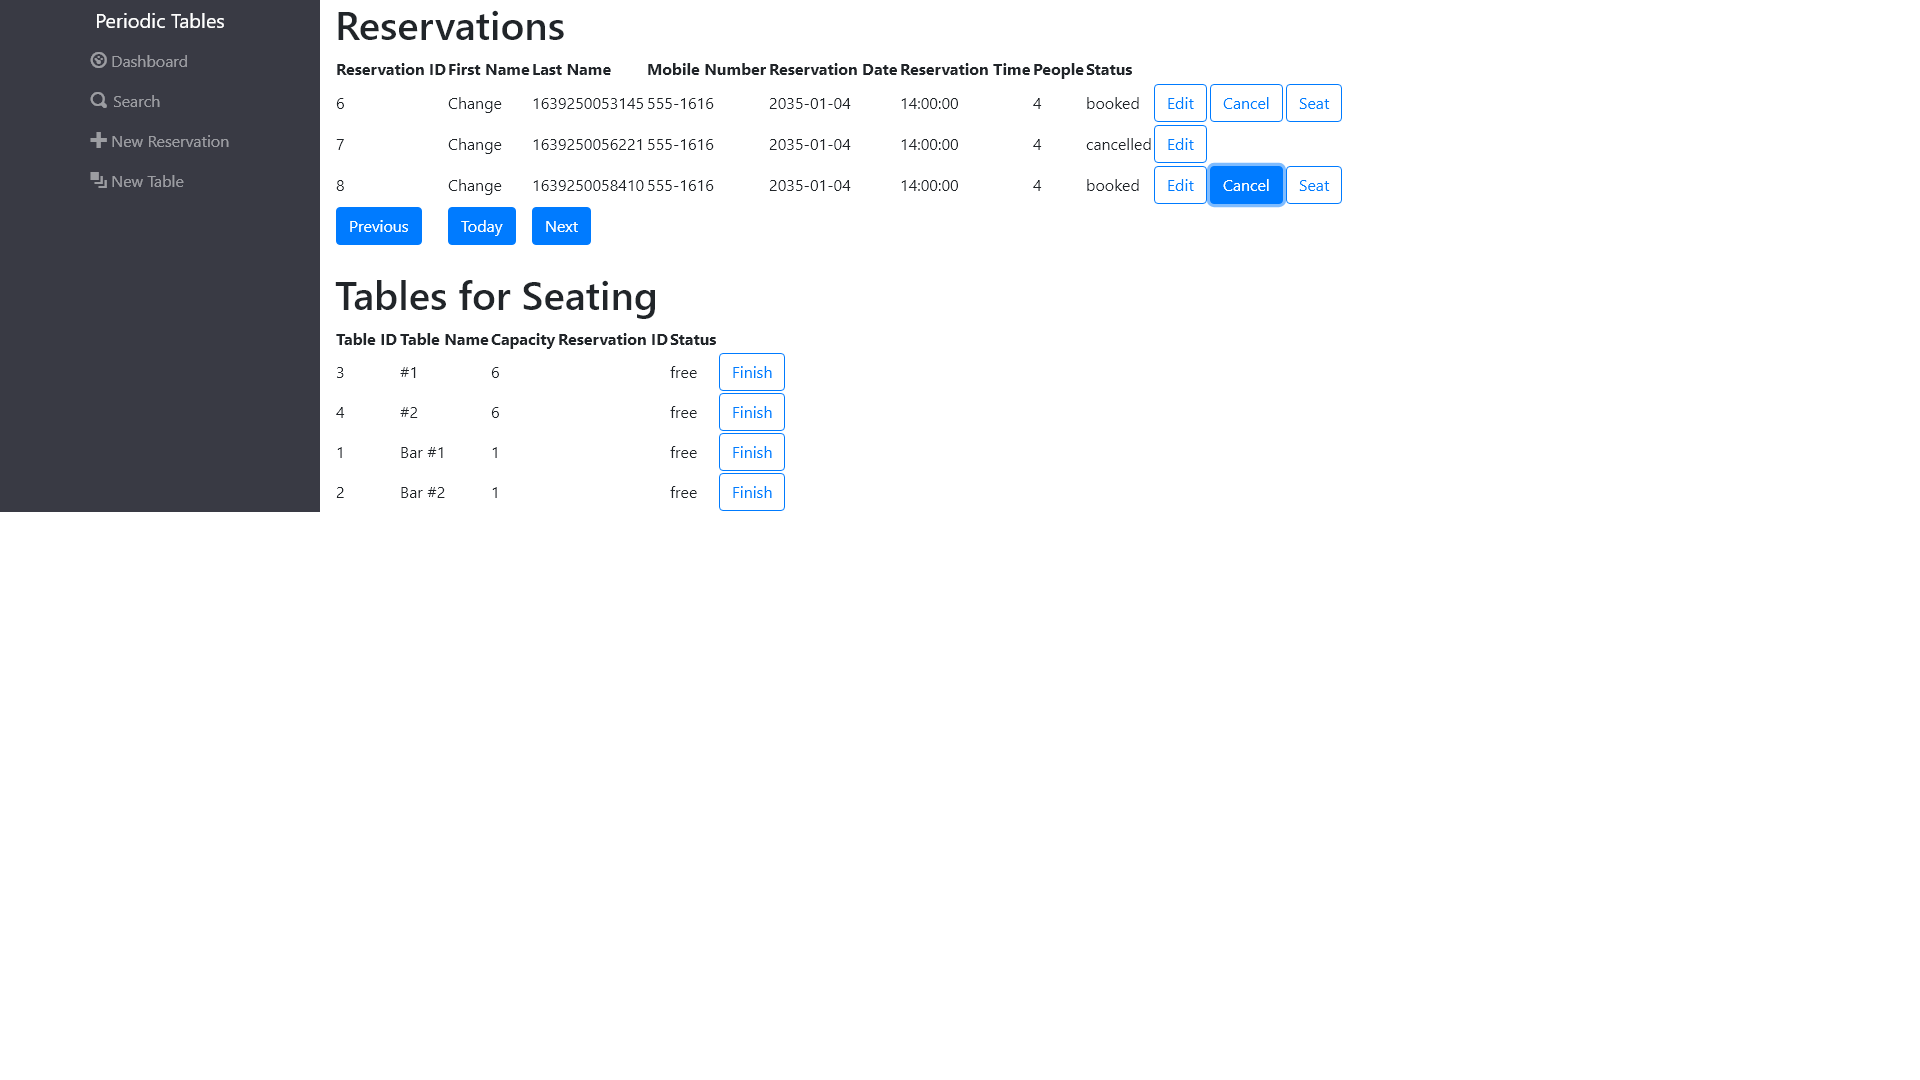 Periodic Tables
Dashboard
Search
New Reservation
New Table
Reservations
Reservation ID First Name Last Name Mobile Number Reservation Date Reservation Time People Status
6 Change 1639250053145 555-1616 2035-01-04 14:00:00 4 booked Edit Cancel Seat
7 Change 1639250056221 555-1616 2035-01-04 14:00:00 4 cancelled Edit
8 Change 1639250058410 555-1616 2035-01-04 14:00:00 4 booked Edit Cancel Seat
Previous Today Next
Tables for Seating
Table ID Table Name Capacity Reservation ID Status
3 #1 6 free Finish
4 #2 6 free Finish
1 Bar #1 1 free Finish
2 Bar #2 1 free Finish